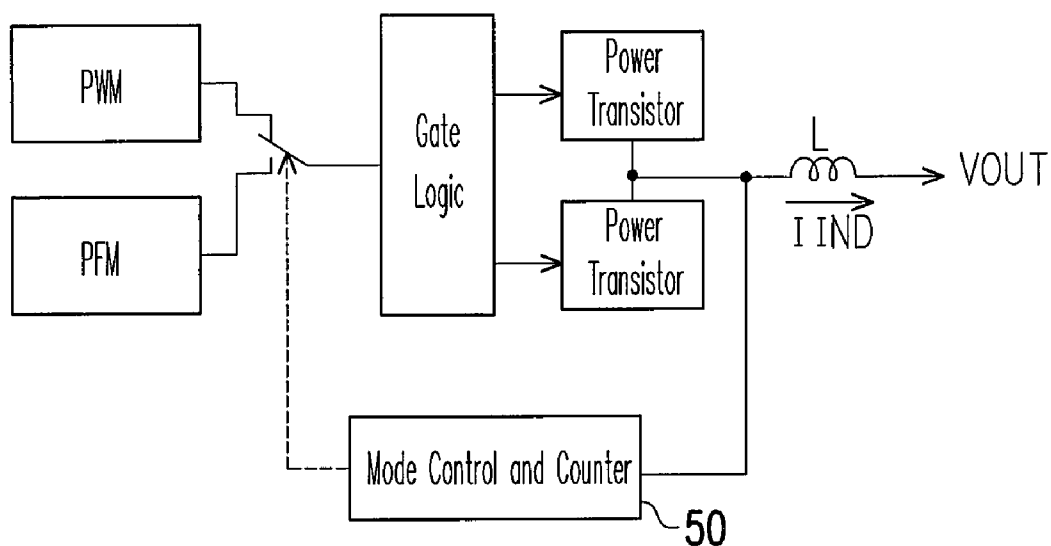 PWM
PFM
Gate
Logic
Power
Transistor
Power
Transistor
L
I IND
VOUT
Mode Control and Counter
50